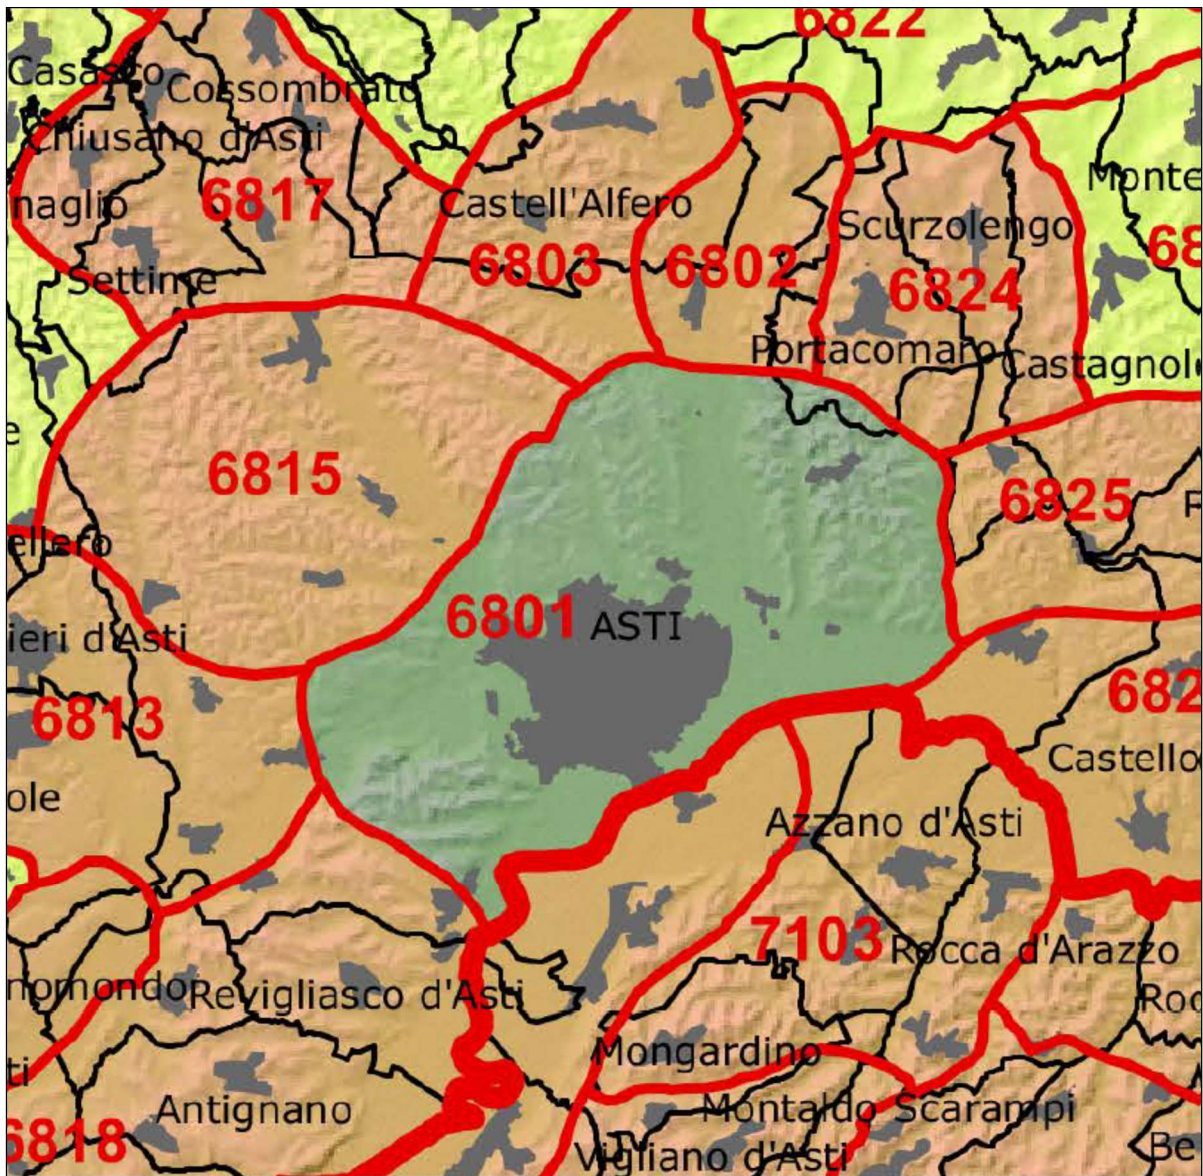 6822
Casasco
Cossombrato
Chiusano d'Asti
naglio
6817
Castell'Alfero
Monte
Scurzolengo
68
6803
6802
Settime
6824
Portacomaro
Castagnol
e
6815
6825
R
ellero
6801
ASTI
ieri d'Asti
6813
682
Castello
ole
Azzano d'Asti
7103
Rocca d'Arazzo
nomondo
Revigliasco d'Asti
Roc
Mongardino
ti
Antignano
Montaldo Scarampi
6818
Vigliano d'Asti
Be